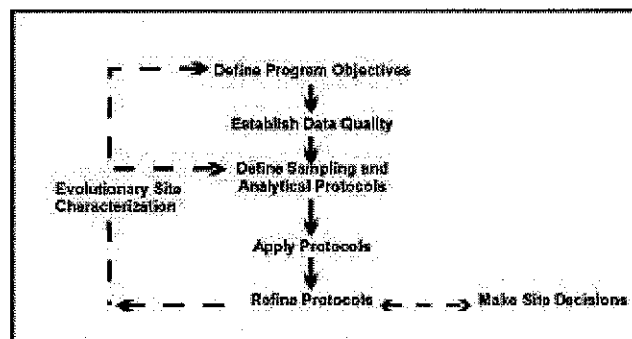 Define Program Objectives
Establish Data Quality
Define Sampling and
Analytical Protocols
Evolutionary Site
Characterization
Apply Protocols
Refine Protocols
Make Site Decisions